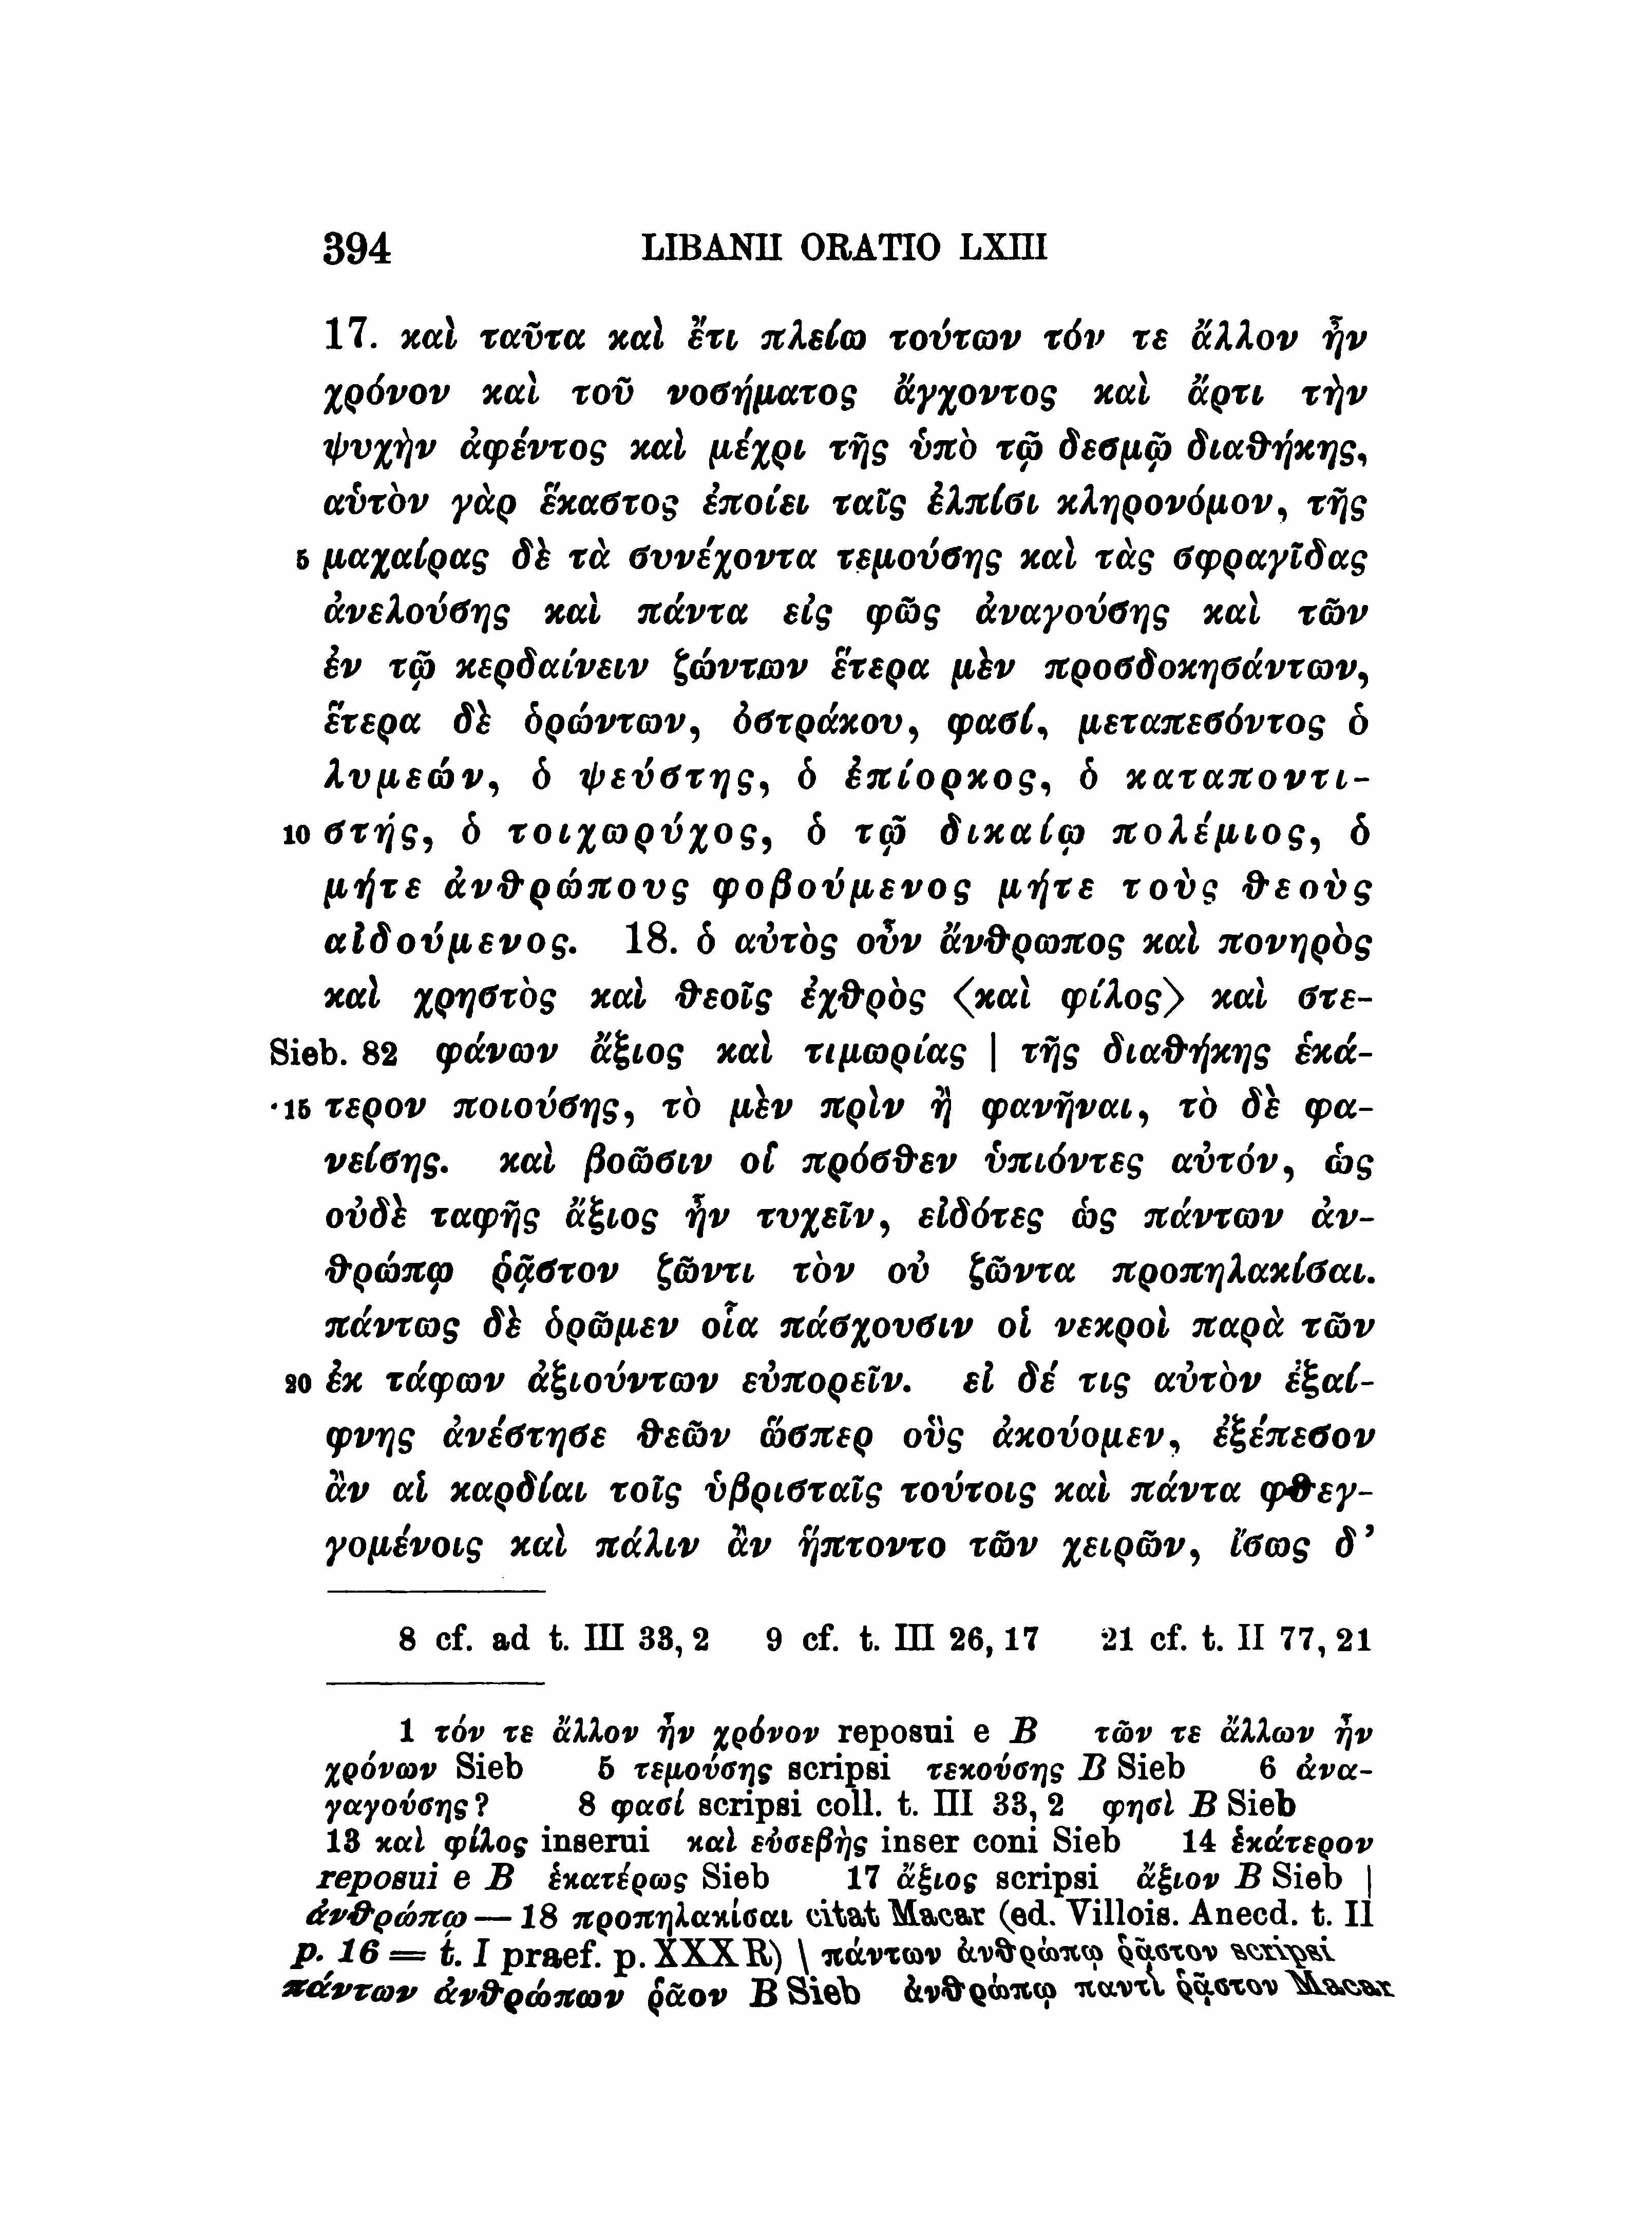 394 LIBANII ORATIO LXIII
17. καὶ ταῦτα καὶ ἔτι πλείω τούτων τόν τε ἄλλον ἦν
χρόνον καὶ τοῦ νοσήματος ἄγχοντος καὶ ἄρτι τὴν
ψυχὴν ἀφέντος καὶ μέχρι τῆς ὑπὸ τῷ δεσμῷ διαθήκης,
αὑτὸν γὰρ ἕκαστος ἐποίει ταῖς ἐλπίσι κληρονόμον, τῆς
5 μαχαίρας δὲ τὰ συνέχοντα τεμούσης καὶ τὰς σφραγῖδας
ἀνελούσης καὶ πάντα εἰς φῶς ἀναγούσης καὶ τῶν
ἐν τῷ κερδαίνειν ζώντων ἕτερα μὲν προσδοκησάντων,
ἕτερα δὲ ὁρώντων, ὀστράκου, φασί, μεταπεσόντος ὁ
λυμεών, ὁ ψεύστης, ὁ ἐπίορκος, ὁ καταποντι-
10 στής, ὁ τοιχωρύχος, ὁ τῷ δικαίῳ πολέμιος, ὁ
μήτε ἀνθρώπους φοβούμενος μήτε τοὺς θεοὺς
αἰδούμενος. 18. ὁ αὐτὸς οὖν ἄνθρωπος καὶ πονηρὸς
καὶ χρηστὸς καὶ θεοῖς ἐχθρὸς ⟨καὶ φίλος⟩ καὶ στε-
Sieb. 82 φάνων ἄξιος καὶ τιμωρίας | τῆς διαθήκης ἑκά-
15 τερον ποιούσης, τὸ μὲν πρὶν ἢ φανῆναι, τὸ δὲ φα-
νείσης. καὶ βοῶσιν οἳ πρόσθεν ὑπιόντες αὐτόν, ὡς
οὐδὲ ταφῆς ἄξιος ἦν τυχεῖν, εἰδότες ὡς πάντων ἀν-
θρώπῳ ῥᾷστον ζῶντι τὸν οὐ ζῶντα προπηλακίσαι.
πάντως δὲ ὁρῶμεν οἷα πάσχουσιν οἱ νεκροὶ παρὰ τῶν
20 ἐκ τάφων ἀξιούντων εὐπορεῖν. εἰ δέ τις αὐτὸν ἐξαί-
φνης ἀνέστησε θεῶν ὥσπερ οὓς ἀκούομεν, ἐξέπεσον
ἂν αἱ καρδίαι τοῖς ὑβρισταῖς τούτοις καὶ πάντα φθεγ-
γομένοις καὶ πάλιν ἂν ἥπτοντο τῶν χειρῶν, ἴσως δ’
8 cf. ad t. III 33, 2 9 cf. t. III 26, 17 21 cf. t. II 77, 21
1 τόν τε ἄλλον ἦν χρόνον reposui e B τῶν τε ἄλλων ἦν
χρόνων Sieb 5 τεμούσης scripsi τεκούσης B Sieb 6 ἀνα-
γαγούσης? 8 φασί scripsi coll. t. III 33, 2 φησὶ B Sieb
13 καὶ φίλος inserui καὶ εὐσεβὴς inser coni Sieb 14 ἑκάτερον
reposui e B ἑκατέρως Sieb 17 ἄξιος scripsi ἄξιον B Sieb |
ἀνθρώπῳ — 18 προπηλακίσαι citat Macar (ed. Villois. Anecd. t. II
p. 16 = t. I praef. p. XXX R) | πάντων ἀνθρώπῳ ῥᾷστον scripsi
πάντων ἀνθρώπων ῥᾶον B Sieb ἀνθρώπῳ παντὶ ῥᾷστον Macar